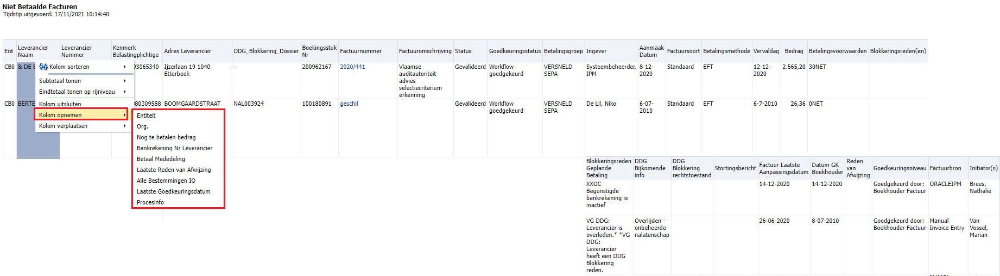 Niet Betaalde Facturen
Tijdstip uitgevoerd: 17/11/2021 10:14:40
Ent
Leverancier
Naam
Leverancier
Nummer
Kenmerk
Belastingplichtige
Adres Leverancier
DDG_Blokkering_Dossier
Boekingsstuk
Nr
Factuurnummer
Factuuromschrijving
Status
Goedkeuringsstatus
Betalingsgroep
Ingever
Aanmaak
Datum
Factuursoort
Betalingsmethode
Vervaldag
Bedrag
Betalingsvoorwaarden
Blokkeringsreden(en)
CB0
& DE
93065340
Ijzerlaan 19 1040
Etterbeek
-
200962167
2020/441
Vlaamse
auditautoriteit
advies
selectiecriterium
erkenning
Gevalideerd
Workflow
goedgekeurd
VERSNELD
SEPA
Systeembeheerder,
IPM
8-12-
2020
Standaard
EFT
12-12-
2020
2.565,20
30NET
CB0
BERTE
080309588
BOOMGAARDSTRAAT
NAL003924
100180891
geschil
Gevalideerd
Workflow
goedgekeurd
VERSNELD
SEPA
De Lil, Niko
6-07-
2010
Standaard
EFT
6-7-2010
26,36
0NET
Kolom sorteren
Subtotaal tonen
Eindtotaal tonen op rijniveau
Kolom uitsluiten
Kolom opnemen
Kolom verplaatsen
Entiteit
Org.
Nog te betalen bedrag
Bankrekening Nr Leverancier
Betaal Mededeling
Laatste Reden van Afwijzing
Alle Bestemmingen IO
Laatste Goedkeuringsdatum
Procesinfo
Blokkeringsreden
Geplande
Betaling
DDG
Bijkomende
info
DDG
Blokkering
rechtstoestand
Stortingsbericht
Factuur Laatste
Aanpassingsdatum
Datum GK
Boekhouder
Reden
van
Afwijzing
Goedkeuringsniveau
Factuurbron
Initiator(s)
XXOC
Begunstigde
bankrekening is
inactief
14-12-2020
14-12-2020
Goedgekeurd door:
Boekhouder Factuur
ORACLEIPM
Brees,
Nathalie
VG DDG:
Leverancier is
overleden.* *VG
DDG:
Leverancier
heeft een DDG
Blokkering
reden.
Overlijden -
onbeheerde
nalatenschap
26-06-2020
8-07-2010
Goedgekeurd door:
Boekhouder Factuur
Manual
Invoice Entry
Van
Vossel,
Marian